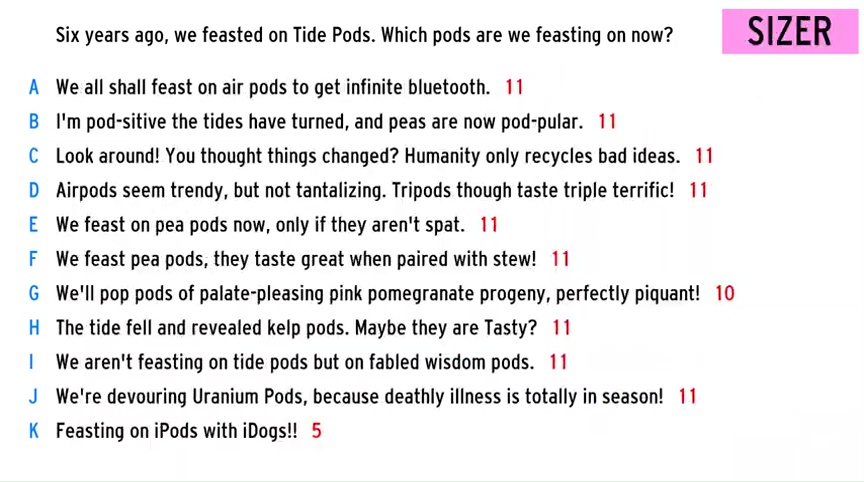 Six years ago, we feasted on Tide Pods. Which pods are we feasting on now?
SIZER
A We all shall feast on air pods to get infinite bluetooth. 11
B I'm pod-sitive the tides have turned, and peas are now pod-pular. 11
C Look around! You thought things changed? Humanity only recycles bad ideas. 11
D Airpods seem trendy, but not tantalizing. Tripods though taste triple terrific! 11
E We feast on pea pods now, only if they aren't spat. 11
F We feast pea pods, they taste great when paired with stew! 11
G We'll pop pods of palate-pleasing pink pomegranate progeny, perfectly piquant! 10
H The tide fell and revealed kelp pods. Maybe they are Tasty? 11
I We aren't feasting on tide pods but on fabled wisdom pods. 11
J We're devouring Uranium Pods, because deathly illness is totally in season! 11
K Feasting on iPods with iDogs!! 5